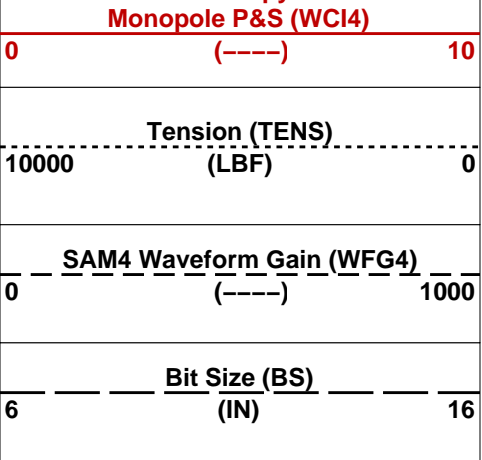 Monopole P&S (WCI4)
0 (----) 10
Tension (TENS)
10000 (LBF) 0
SAM4 Waveform Gain (WFG4)
0 (----) 1000
Bit Size (BS)
6 (IN) 16